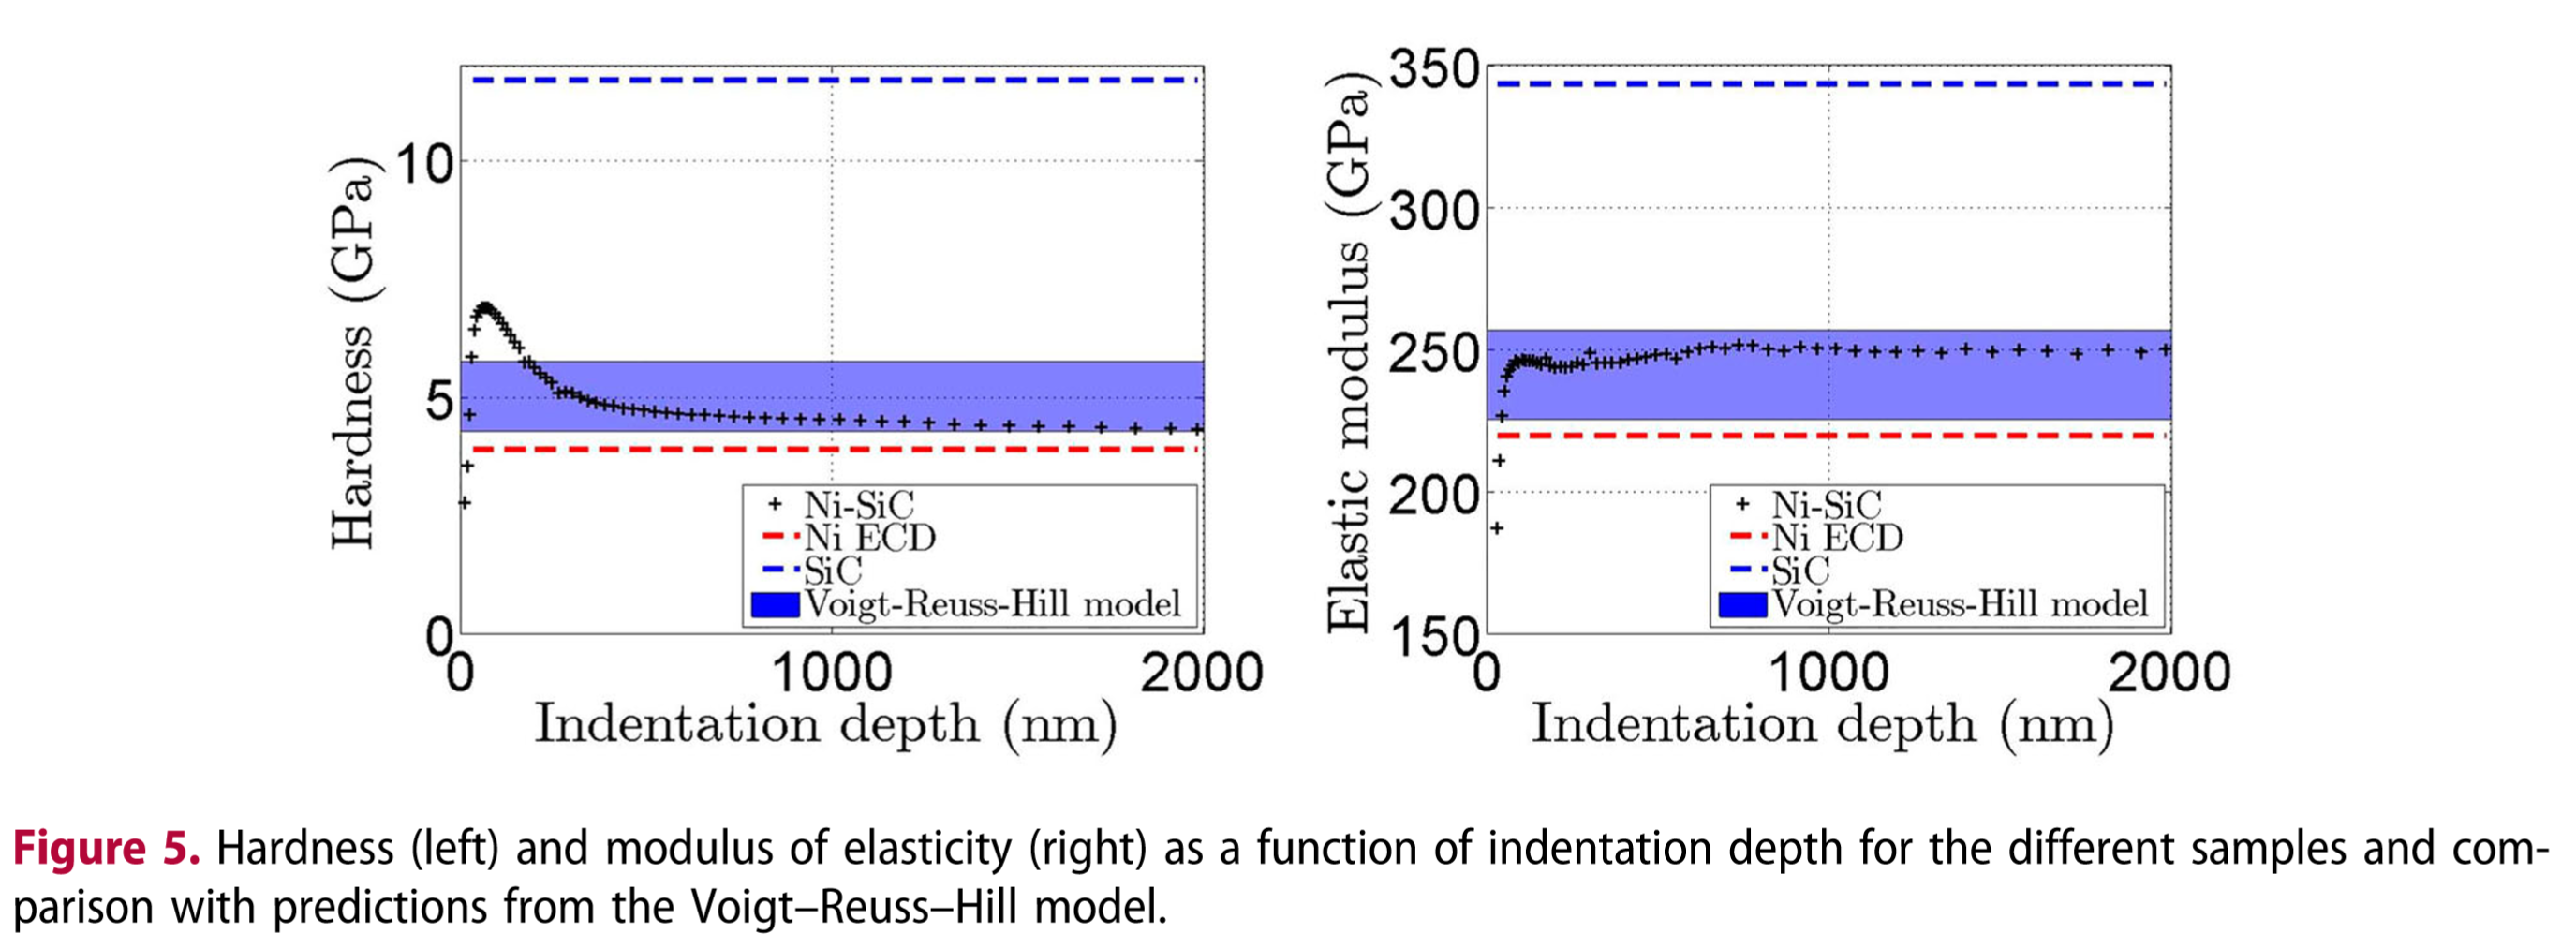 Hardness (GPa)
10
5
0
0 1000 2000
Indentation depth (nm)
Ni-SiC
Ni ECD
SiC
Voigt-Reuss-Hill model
Elastic modulus (GPa)
350
300
250
200
150
0 1000 2000
Indentation depth (nm)
Ni-SiC
Ni ECD
SiC
Voigt-Reuss-Hill model
Figure 5. Hardness (left) and modulus of elasticity (right) as a function of indentation depth for the different samples and com-
parison with predictions from the Voigt–Reuss–Hill model.